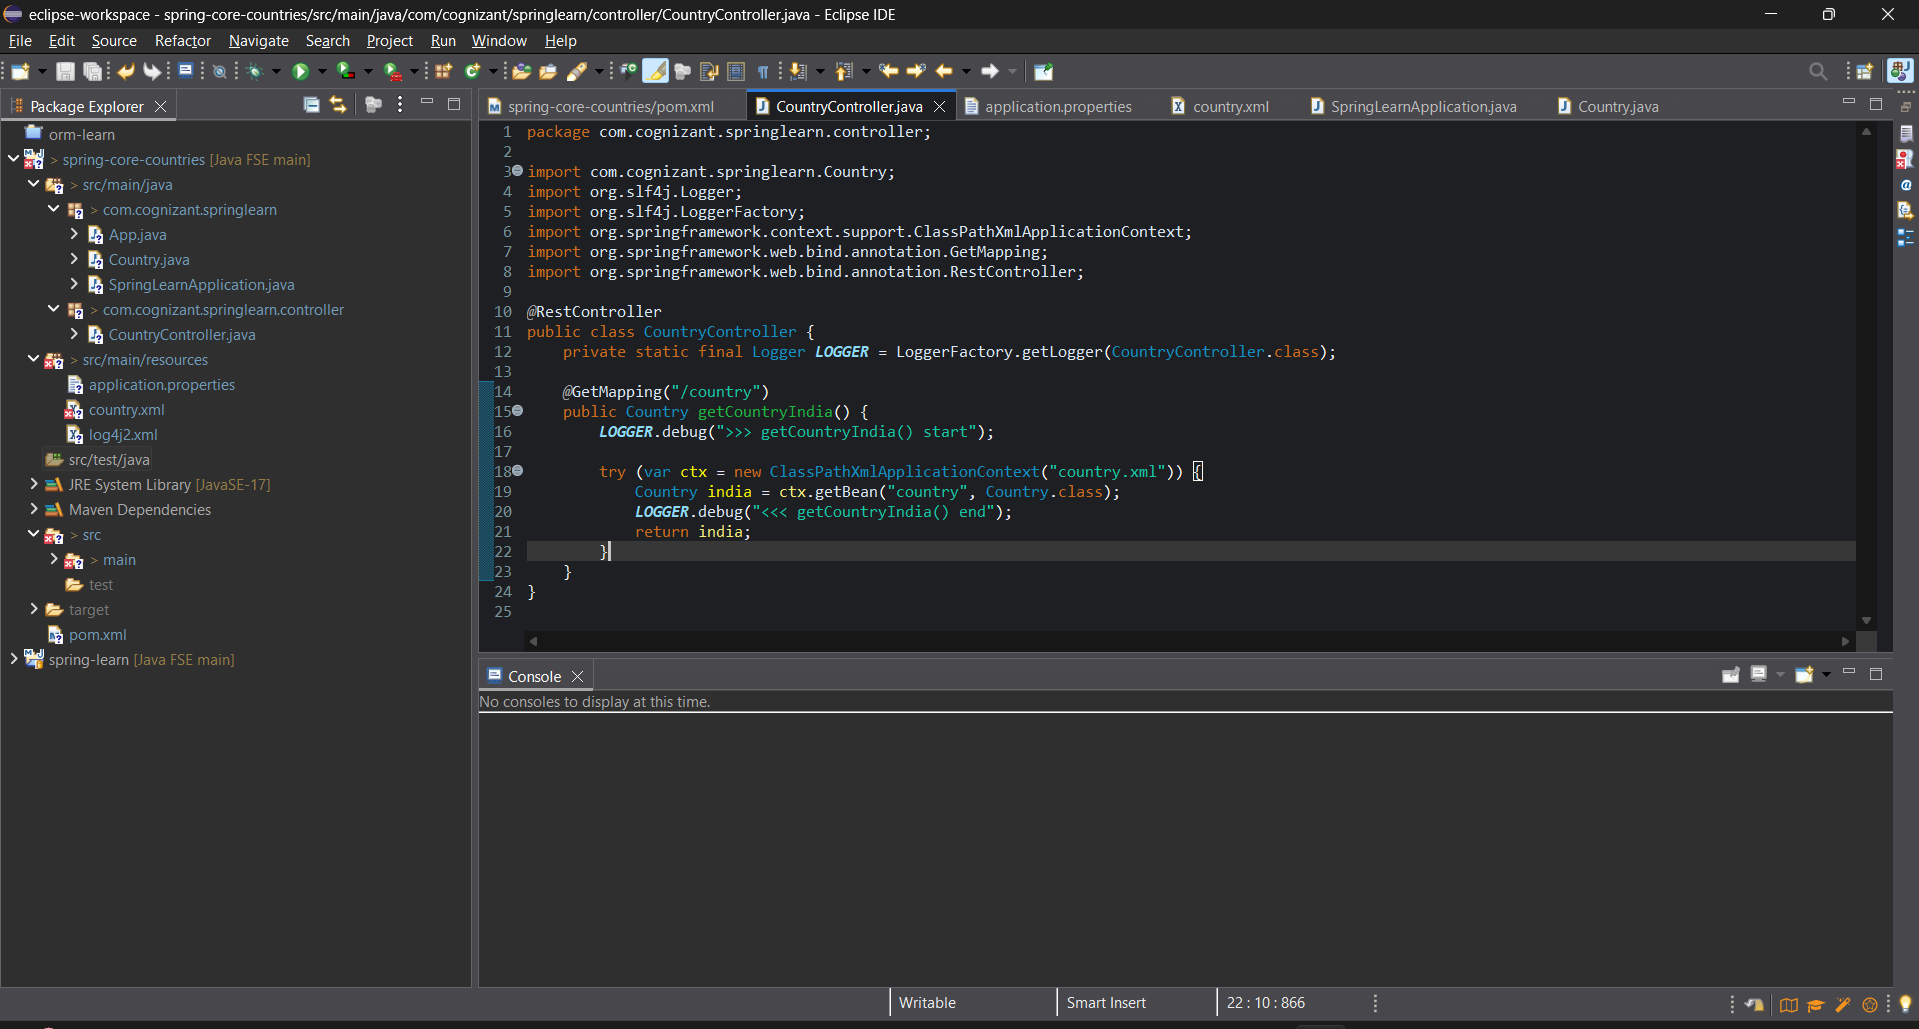 eclipse-workspace - spring-core-countries/src/main/java/com/cognizant/springlearn/controller/CountryController.java - Eclipse IDE
File Edit Source Refactor Navigate Search Project Run Window Help
Package Explorer
orm-learn
> spring-core-countries [Java FSE main]
> src/main/java
> com.cognizant.springlearn
App.java
Country.java
SpringLearnApplication.java
> com.cognizant.springlearn.controller
CountryController.java
> src/main/resources
application.properties
country.xml
log4j2.xml
src/test/java
JRE System Library [JavaSE-17]
Maven Dependencies
> src
> main
test
target
pom.xml
spring-learn [Java FSE main]
spring-core-countries/pom.xml CountryController.java application.properties country.xml SpringLearnApplication.java Country.java
1 package com.cognizant.springlearn.controller;
2
3 import com.cognizant.springlearn.Country;
4 import org.slf4j.Logger;
5 import org.slf4j.LoggerFactory;
6 import org.springframework.context.support.ClassPathXmlApplicationContext;
7 import org.springframework.web.bind.annotation.GetMapping;
8 import org.springframework.web.bind.annotation.RestController;
9
10 @RestController
11 public class CountryController {
12     private static final Logger LOGGER = LoggerFactory.getLogger(CountryController.class);
13
14     @GetMapping("/country")
15     public Country getCountryIndia() {
16         LOGGER.debug(">>> getCountryIndia() start");
17
18         try (var ctx = new ClassPathXmlApplicationContext("country.xml")) {
19             Country india = ctx.getBean("country", Country.class);
20             LOGGER.debug("<<< getCountryIndia() end");
21             return india;
22         }
23     }
24 }
25
Console
No consoles to display at this time.
Writable Smart Insert 22 : 10 : 866